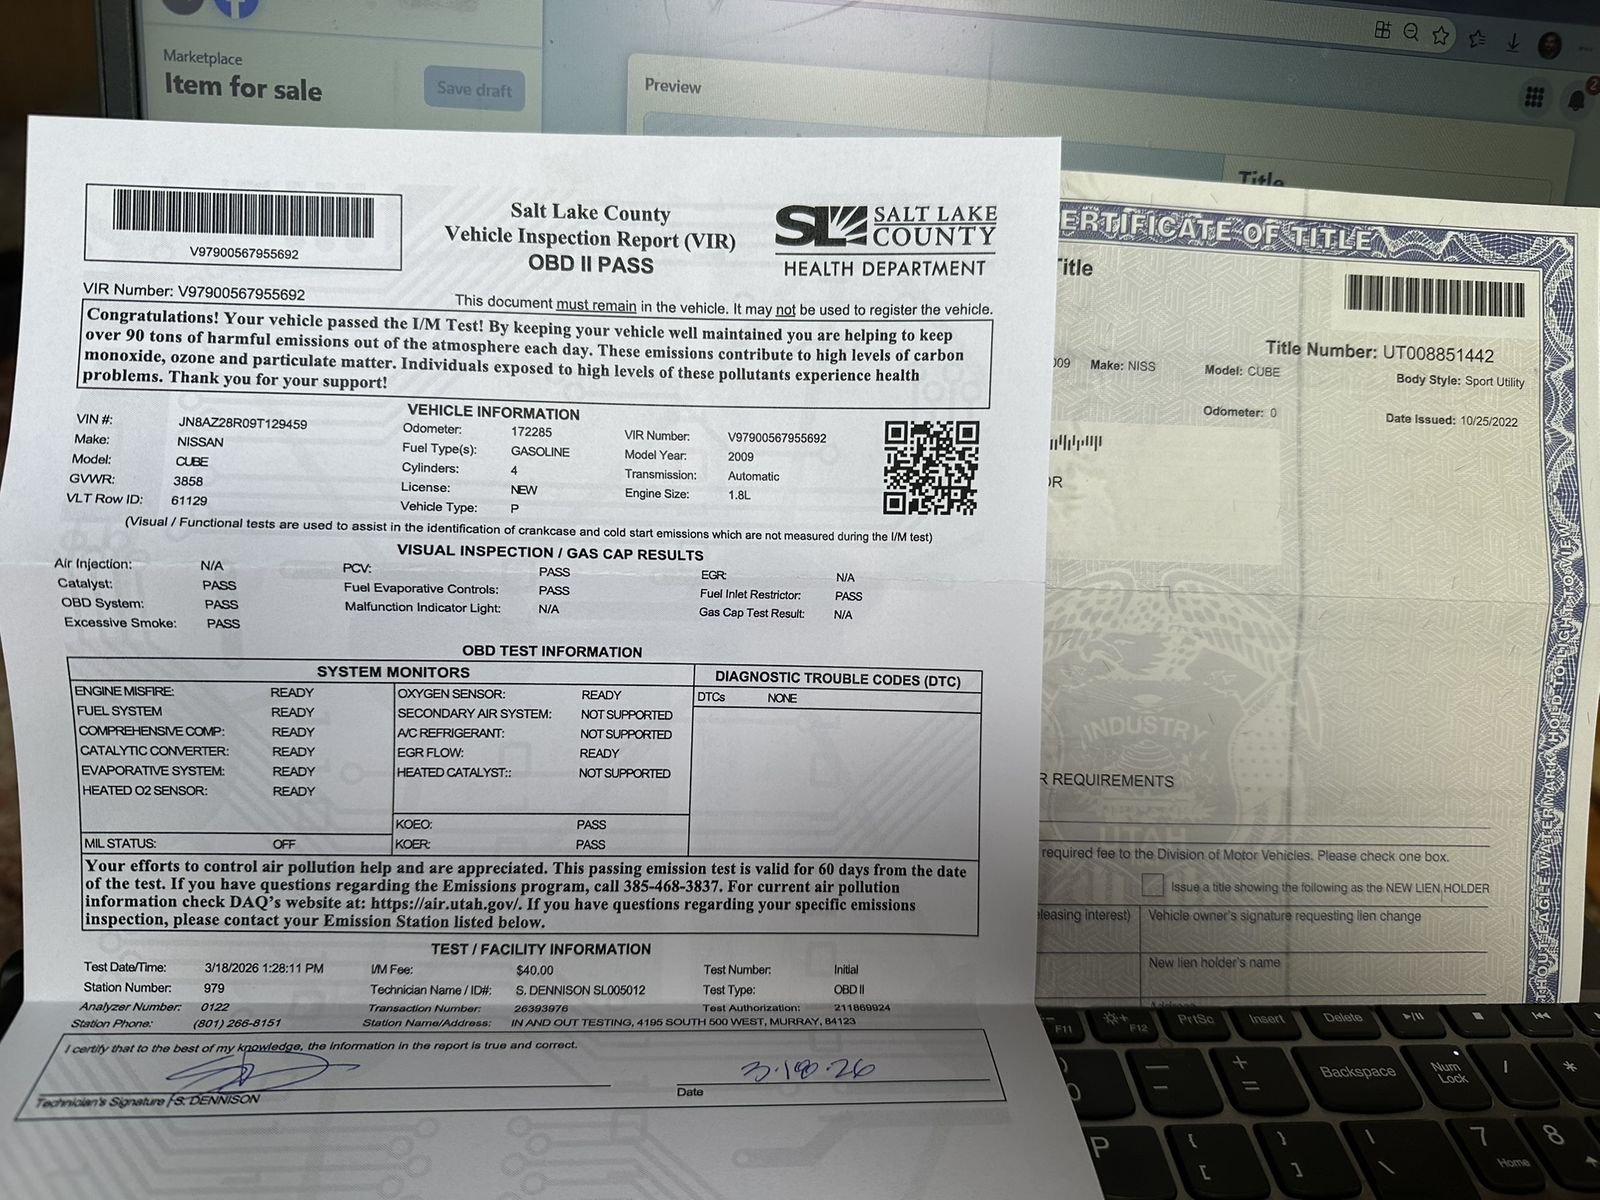 Marketplace
Item for sale
Save draft
Preview
Title
2
V97900567955692
Salt Lake County
Vehicle Inspection Report (VIR)
OBD II PASS
SL
SALT LAKE
COUNTY
HEALTH DEPARTMENT
VIR Number: V97900567955692
This document must remain in the vehicle. It may not be used to register the vehicle.
Congratulations! Your vehicle passed the I/M Test! By keeping your vehicle well maintained you are helping to keep
over 90 tons of harmful emissions out of the atmosphere each day. These emissions contribute to high levels of carbon
monoxide, ozone and particulate matter. Individuals exposed to high levels of these pollutants experience health
problems. Thank you for your support!
VEHICLE INFORMATION
VIN #: JN8AZ28R09T129459 Odometer: 172285 VIR Number: V97900567955692
Make: NISSAN Fuel Type(s): GASOLINE Model Year: 2009
Model: CUBE Cylinders: 4 Transmission: Automatic
GVWR: 3858 License: NEW Engine Size: 1.8L
VLT Row ID: 61129 Vehicle Type: P
(Visual / Functional tests are used to assist in the identification of crankcase and cold start emissions which are not measured during the I/M test)
VISUAL INSPECTION / GAS CAP RESULTS
Air Injection: N/A PCV: PASS EGR: N/A
Catalyst: PASS Fuel Evaporative Controls: PASS Fuel Inlet Restrictor: PASS
OBD System: PASS Malfunction Indicator Light: N/A Gas Cap Test Result: N/A
Excessive Smoke: PASS
OBD TEST INFORMATION
SYSTEM MONITORS DIAGNOSTIC TROUBLE CODES (DTC)
ENGINE MISFIRE: READY OXYGEN SENSOR: READY DTCs NONE
FUEL SYSTEM READY SECONDARY AIR SYSTEM: NOT SUPPORTED
COMPREHENSIVE COMP: READY A/C REFRIGERANT: NOT SUPPORTED
CATALYTIC CONVERTER: READY EGR FLOW: READY
EVAPORATIVE SYSTEM: READY HEATED CATALYST:: NOT SUPPORTED
HEATED O2 SENSOR: READY
KOEO: PASS
MIL STATUS: OFF KOER: PASS
Your efforts to control air pollution help and are appreciated. This passing emission test is valid for 60 days from the date
of the test. If you have questions regarding the Emissions program, call 385-468-3837. For current air pollution
information check DAQ's website at: https://air.utah.gov/. If you have questions regarding your specific emissions
inspection, please contact your Emission Station listed below.
TEST / FACILITY INFORMATION
Test Date/Time: 3/18/2026 1:28:11 PM I/M Fee: $40.00 Test Number: Initial
Station Number: 979 Technician Name / ID#: S. DENNISON SL005012 Test Type: OBD II
Analyzer Number: 0122 Transaction Number: 26393976 Test Authorization: 211869924
Station Phone: (801) 266-8151 Station Name/Address: IN AND OUT TESTING, 4195 SOUTH 500 WEST, MURRAY, 84123
I certify that to the best of my knowledge, the information in the report is true and correct.
3-18-26
Technician's Signature / S. DENNISON
Date
ERTIFICATE OF TITLE
Title
Title Number: UT008851442
009 Make: NISS Model: CUBE Body Style: Sport Utility
Odometer: 0 Date Issued: 10/25/2022
OR
INDUSTRY
UTAH
R REQUIREMENTS
required fee to the Division of Motor Vehicles. Please check one box.
Issue a title showing the following as the NEW LIEN HOLDER
leasing interest) Vehicle owner's signature requesting lien change
New lien holder's name
Address
THOUT EAGLE WATERMARK HOLD TO LIGHT TO VIEW
F11 F12 PrtSc Insert Delete
Backspace
Num
Lock
/
*
P
{
[
}
]
|
\
7
Home
8